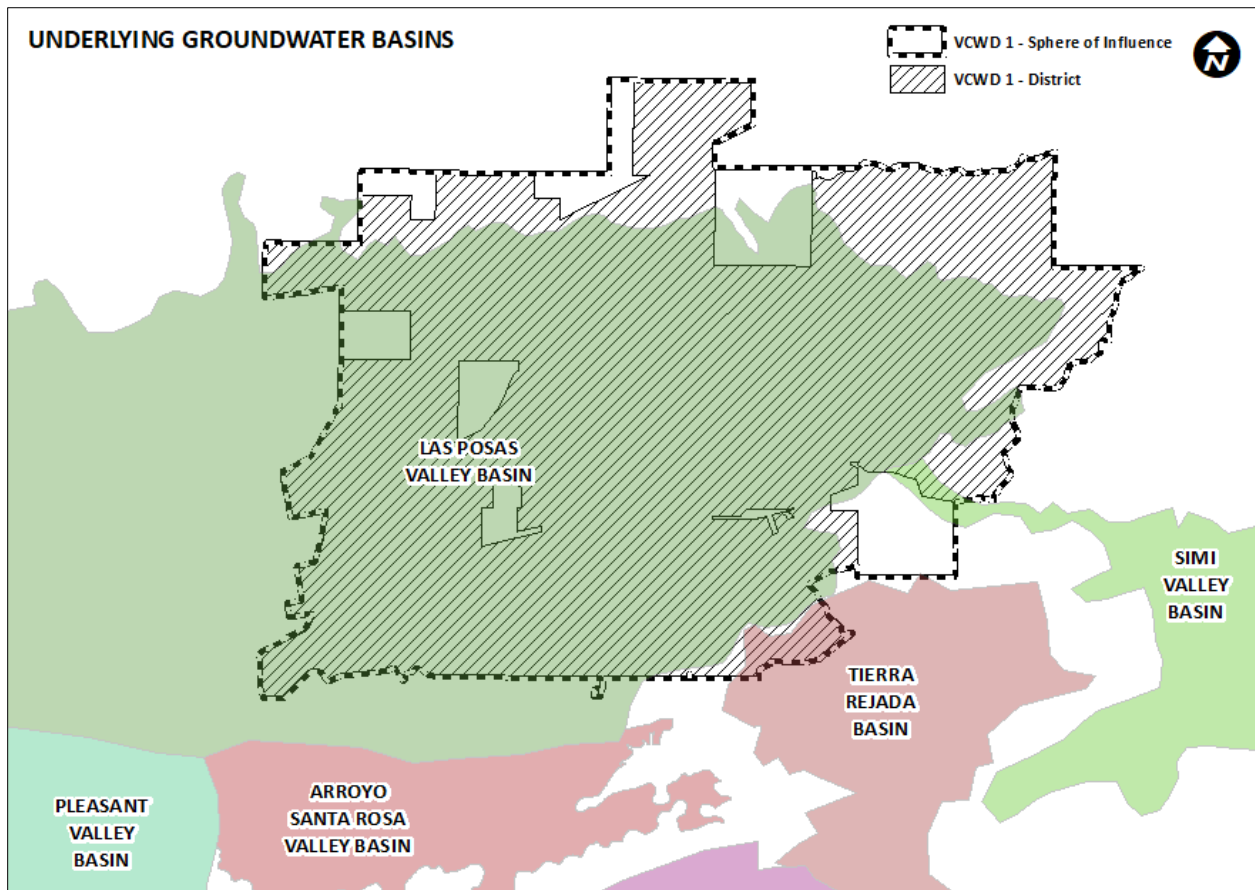 UNDERLYING GROUNDWATER BASINS
VCWD 1 - Sphere of Influence
VCWD 1 - District
N
LAS POSAS
VALLEY BASIN
SIMI
VALLEY
BASIN
TIERRA
REJADA
BASIN
ARROYO
SANTA ROSA
VALLEY BASIN
PLEASANT
VALLEY
BASIN